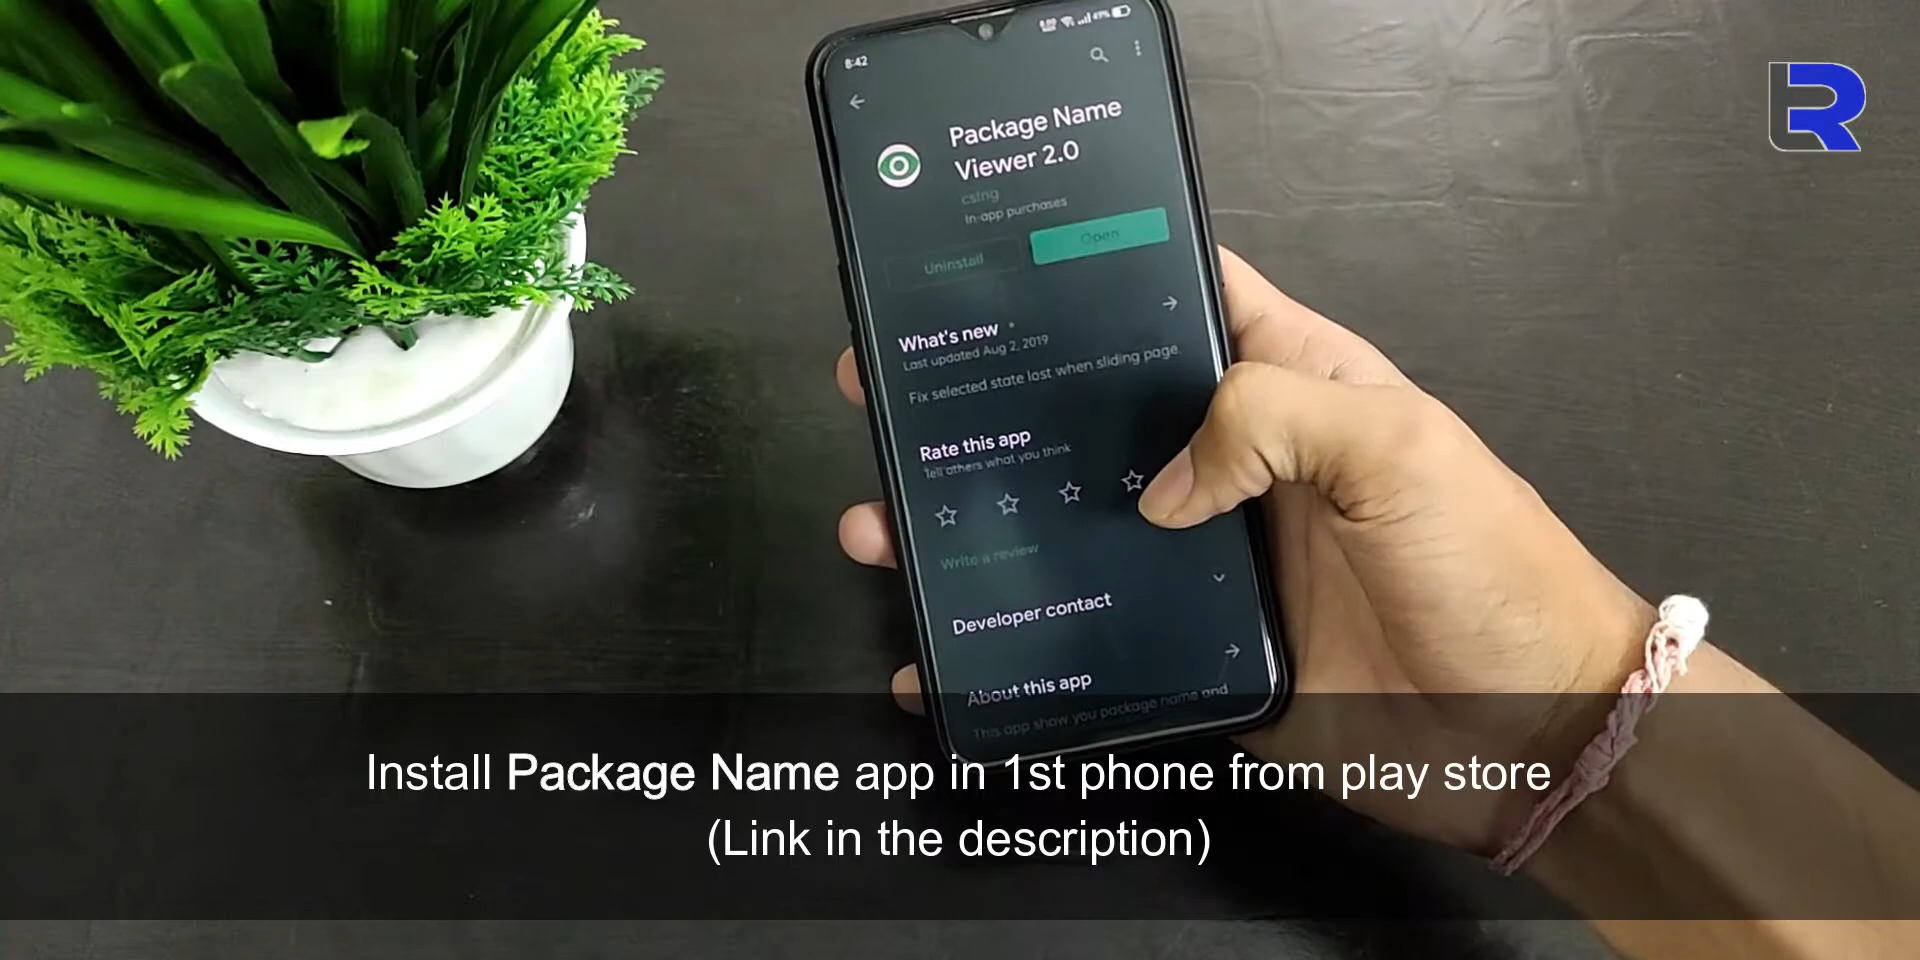 8:42
49%
Package Name
Viewer 2.0
csing
In-app purchases
Uninstall
Open
What's new
Last updated Aug 2, 2019
Fix selected state lost when sliding page.
Rate this app
Tell others what you think
Write a review
Developer contact
About this app
This app show you package name and
Install Package Name app in 1st phone from play store
(Link in the description)